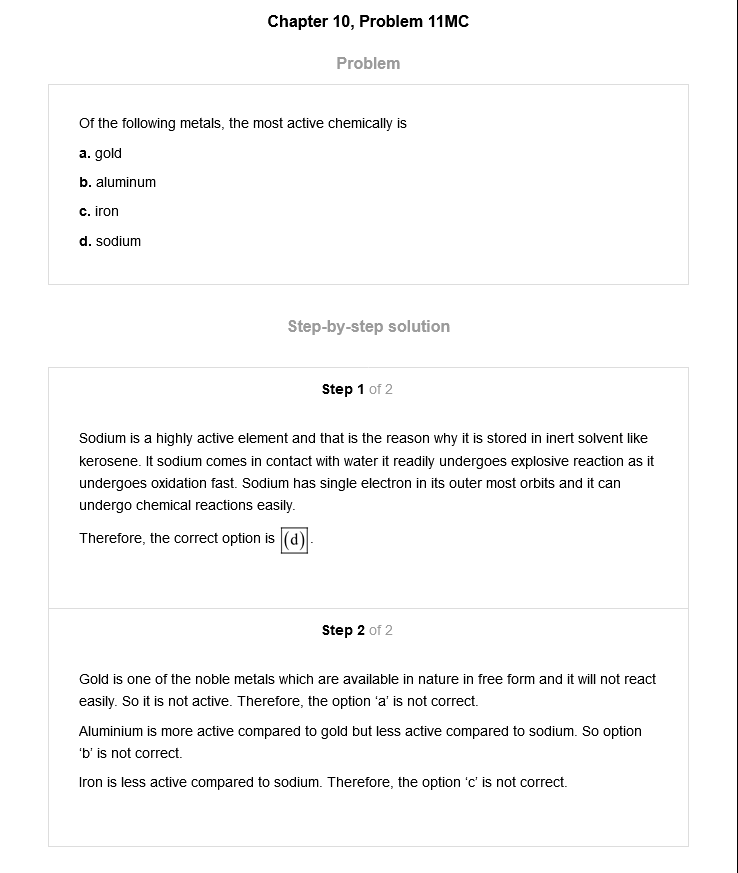 Chapter 10, Problem 11MC
Problem
Of the following metals, the most active chemically is
a. gold
b. aluminum
c. iron
d. sodium
Step-by-step solution
Step 1 of 2
Sodium is a highly active element and that is the reason why it is stored in inert solvent like
kerosene. It sodium comes in contact with water it readily undergoes explosive reaction as it
undergoes oxidation fast. Sodium has single electron in its outer most orbits and it can
undergo chemical reactions easily.
Therefore, the correct option is (d).
Step 2 of 2
Gold is one of the noble metals which are available in nature in free form and it will not react
easily. So it is not active. Therefore, the option ‘a’ is not correct.
Aluminium is more active compared to gold but less active compared to sodium. So option
‘b’ is not correct.
Iron is less active compared to sodium. Therefore, the option ‘c’ is not correct.